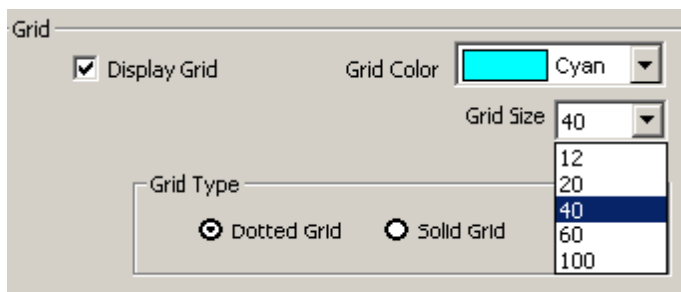 Grid
Display Grid Grid Color Cyan
Grid Size 40
12
20
40
60
100
Grid Type
Dotted Grid Solid Grid